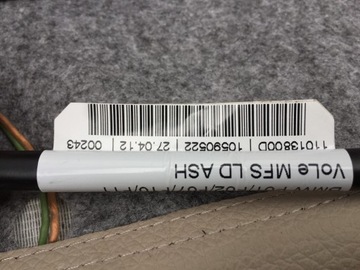 11013800D | 10590522 | 27.04.12 | 00243
VoLe MFS LD ASH